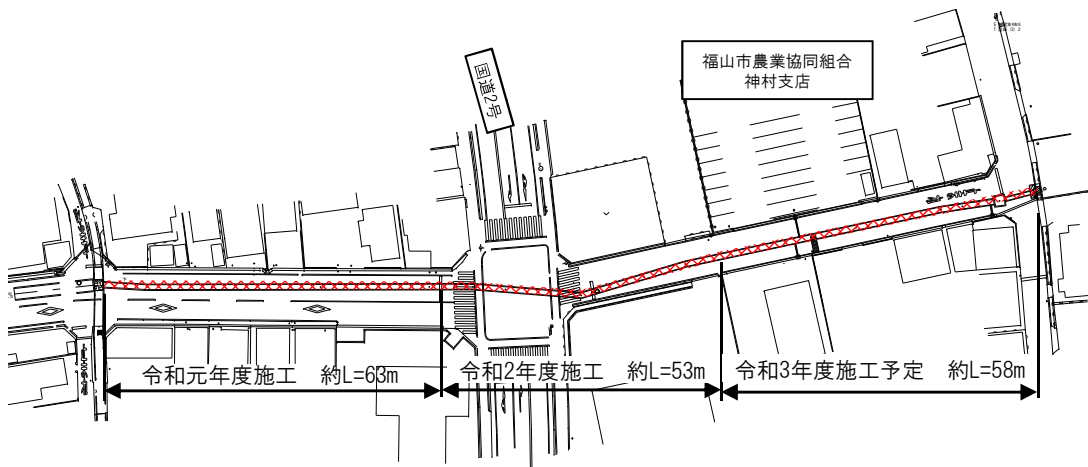 国道2号
福山市農業協同組合
神村支店
令和元年度施工 約L=63m
令和2年度施工 約L=53m
令和3年度施工予定 約L=58m